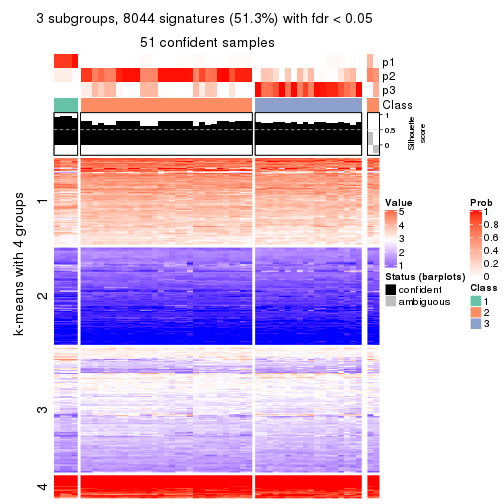 3 subgroups, 8044 signatures (51.3%) with fdr < 0.05
51 confident samples
p1
p2
p3
Class
1
0.5
0
Silhouette
score
k-means with 4 groups
1
2
3
4
Value
5
4
3
2
1
Status (barplots)
confident
ambiguous
Prob
1
0.8
0.6
0.4
0.2
0
Class
1
2
3